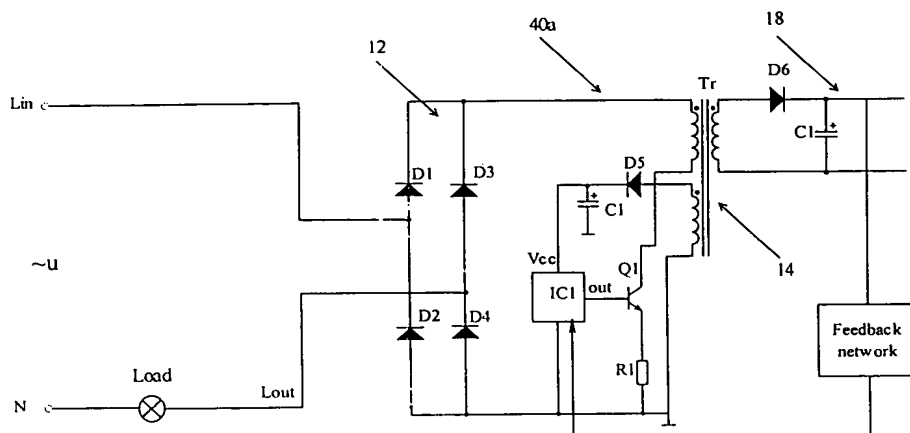 18
40a
12
D6
Tr
Lin
C1
D1
D3
D5
C1
~u
Vcc
Q1
14
IC1
out
D2
D4
Feedback
network
Load
R1
Lout
N